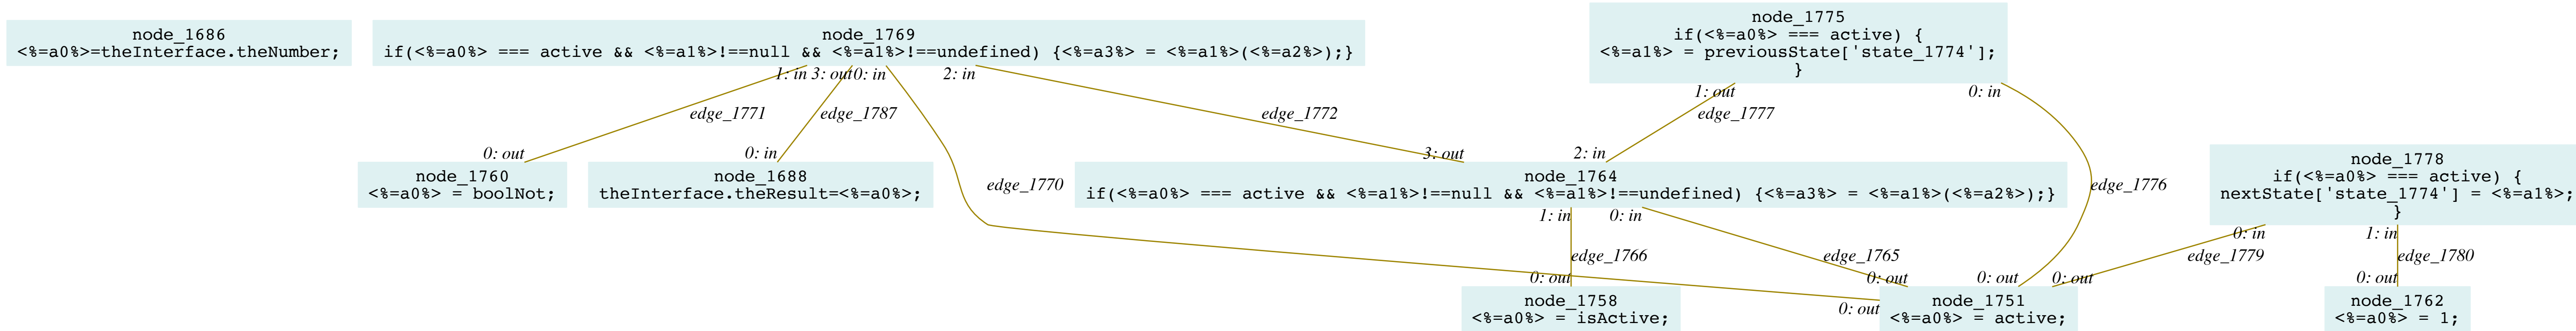 node_1686
<%=a0%>=theInterface.theNumber;
node_1769
if(<%=a0%> === active && <%=a1%>!==null && <%=a1%>!==undefined) {<%=a3%> = <%=a1%>(<%=a2%>);}
node_1775
if(<%=a0%> === active) {
<%=a1%> = previousState['state_1774'];
}
1: in
3: out
0: in
2: in
1: out
0: in
edge_1771
edge_1787
edge_1772
edge_1777
0: out
0: in
3: out
2: in
node_1760
<%=a0%> = boolNot;
node_1688
theInterface.theResult=<%=a0%>;
edge_1770
node_1764
if(<%=a0%> === active && <%=a1%>!==null && <%=a1%>!==undefined) {<%=a3%> = <%=a1%>(<%=a2%>);}
edge_1776
node_1778
if(<%=a0%> === active) {
nextState['state_1774'] = <%=a1%>;
}
1: in
0: in
0: in
1: in
edge_1766
edge_1765
edge_1779
edge_1780
0: out
0: out
0: out
0: out
0: out
0: out
node_1758
<%=a0%> = isActive;
node_1751
<%=a0%> = active;
node_1762
<%=a0%> = 1;